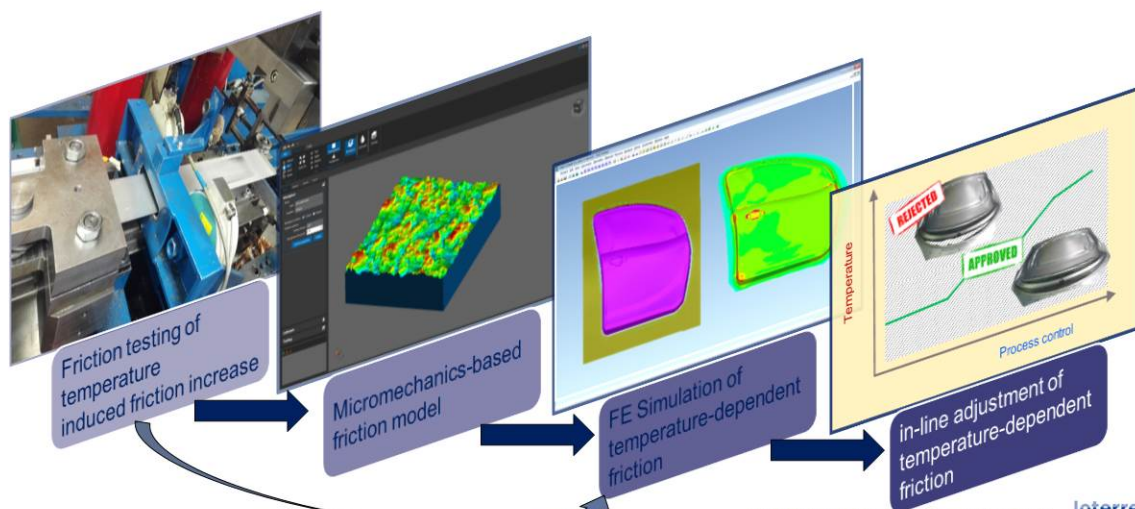 Friction testing of
temperature
induced friction increase
Micromechanics-based
friction model
FE Simulation of
temperature-dependent
friction
REJECTED
APPROVED
Temperature
Process control
in-line adjustment of
temperature-dependent
friction